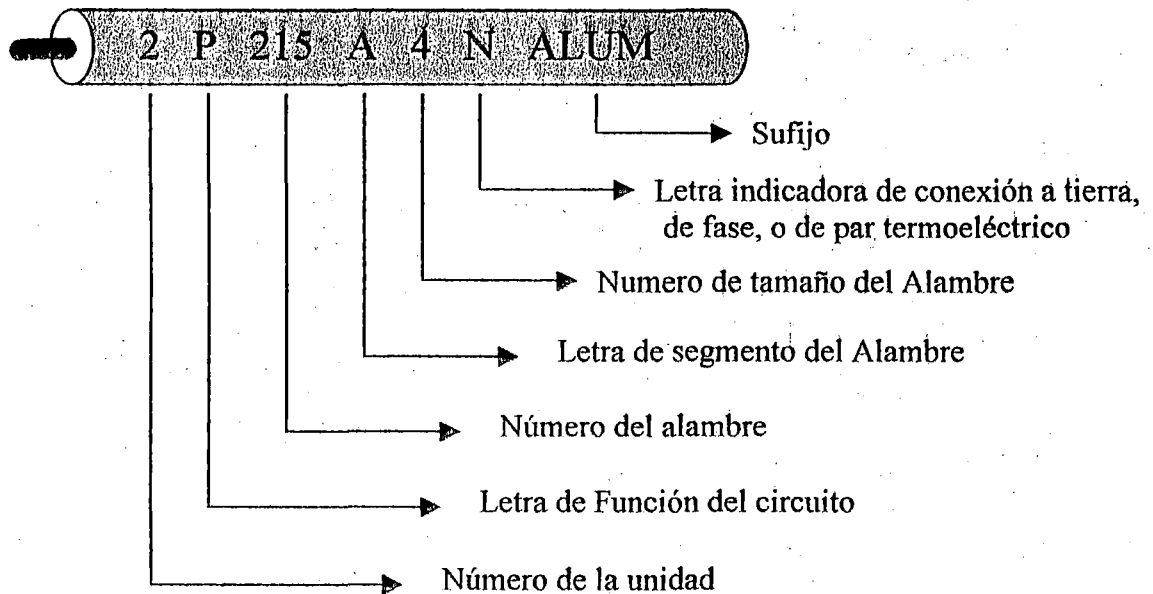 2 P 215 A 4 N ALUM
Sufijo
Letra indicadora de conexión a tierra,
de fase, o de par termoeléctrico
Numero de tamaño del Alambre
Letra de segmento del Alambre
Número del alambre
Letra de Función del circuito
Número de la unidad